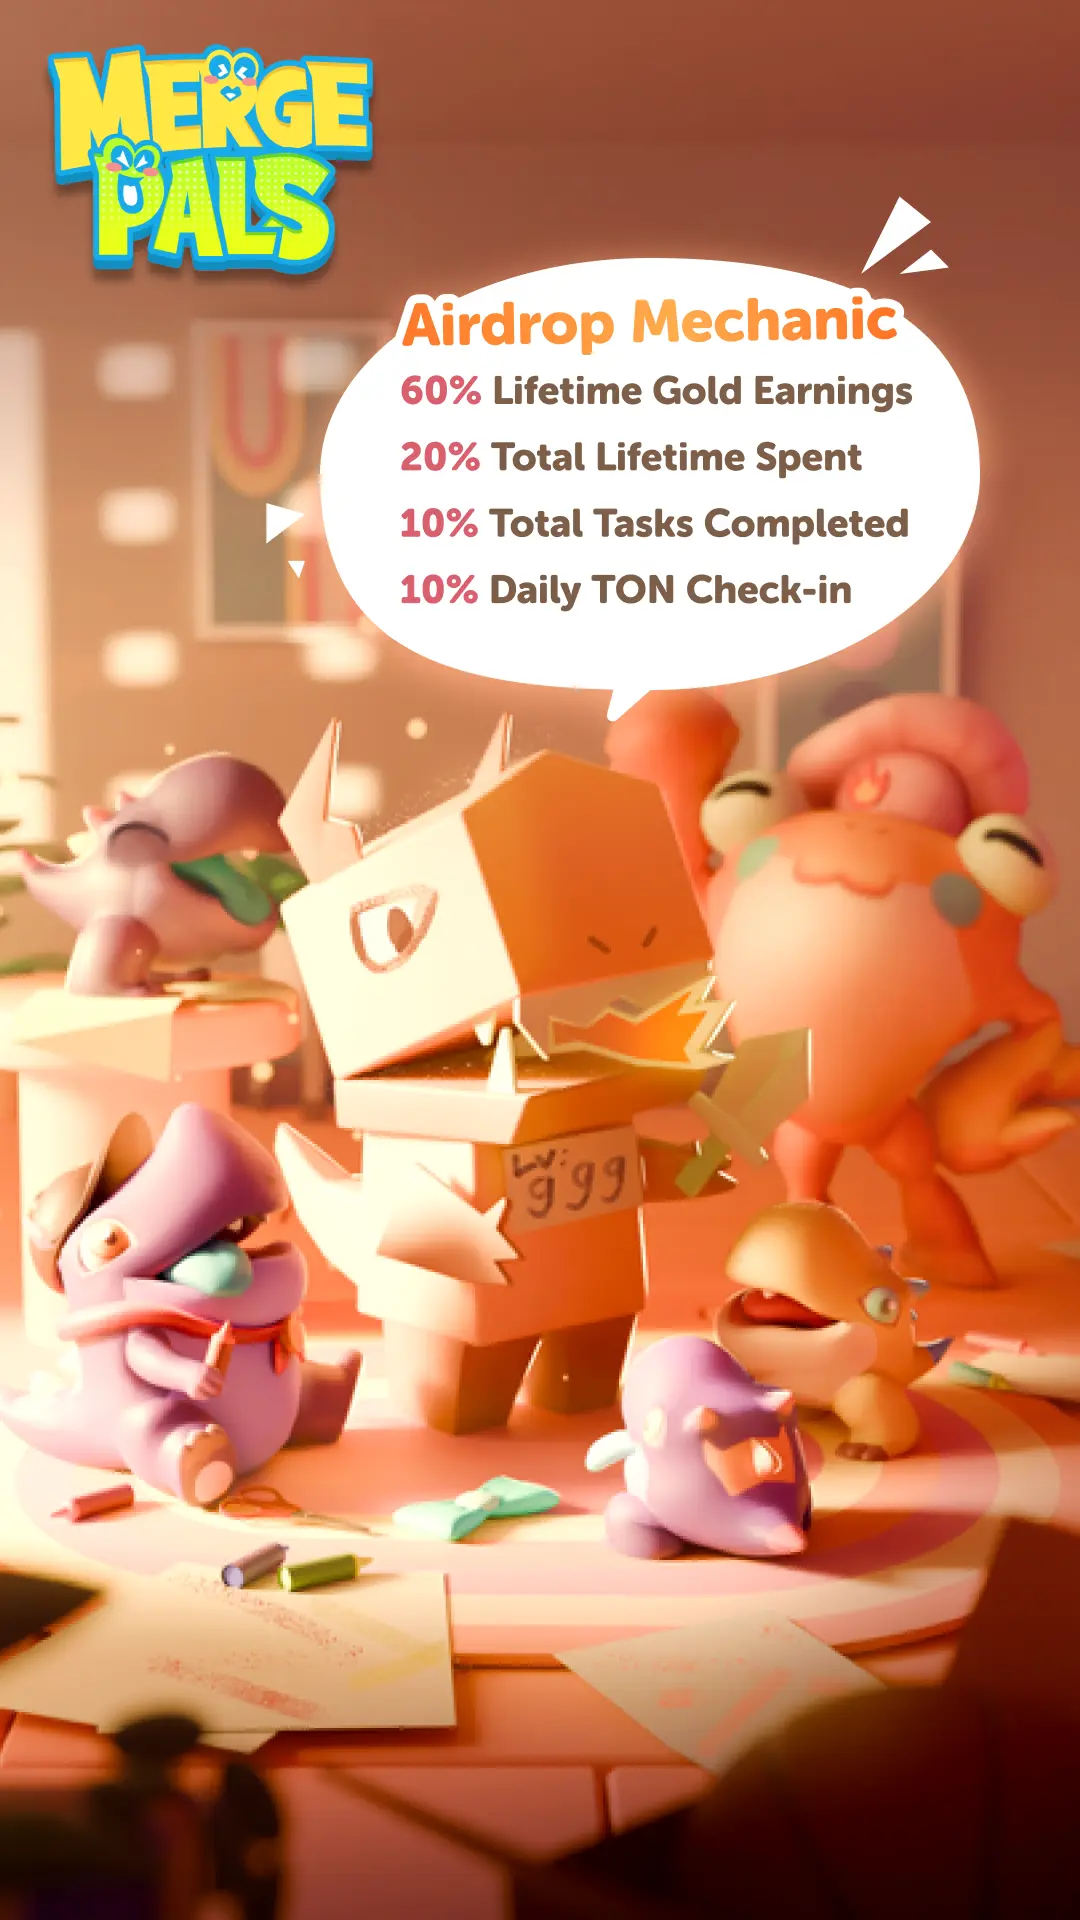 MERGE
PALS
Airdrop Mechanic
60% Lifetime Gold Earnings
20% Total Lifetime Spent
10% Total Tasks Completed
10% Daily TON Check-in
Lv:
999